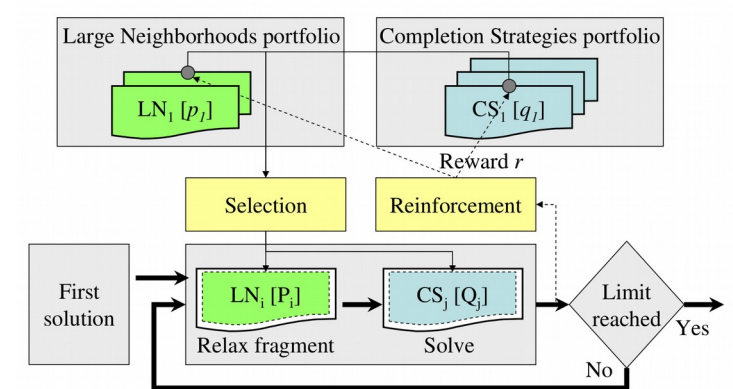 Large Neighborhoods portfolio
Completion Strategies portfolio
LN₁ [p₁]
CS₁ [q₁]
Reward r
Selection
Reinforcement
First
solution
LNᵢ [Pᵢ]
CSⱼ [Qⱼ]
Relax fragment
Solve
Limit
reached
Yes
No